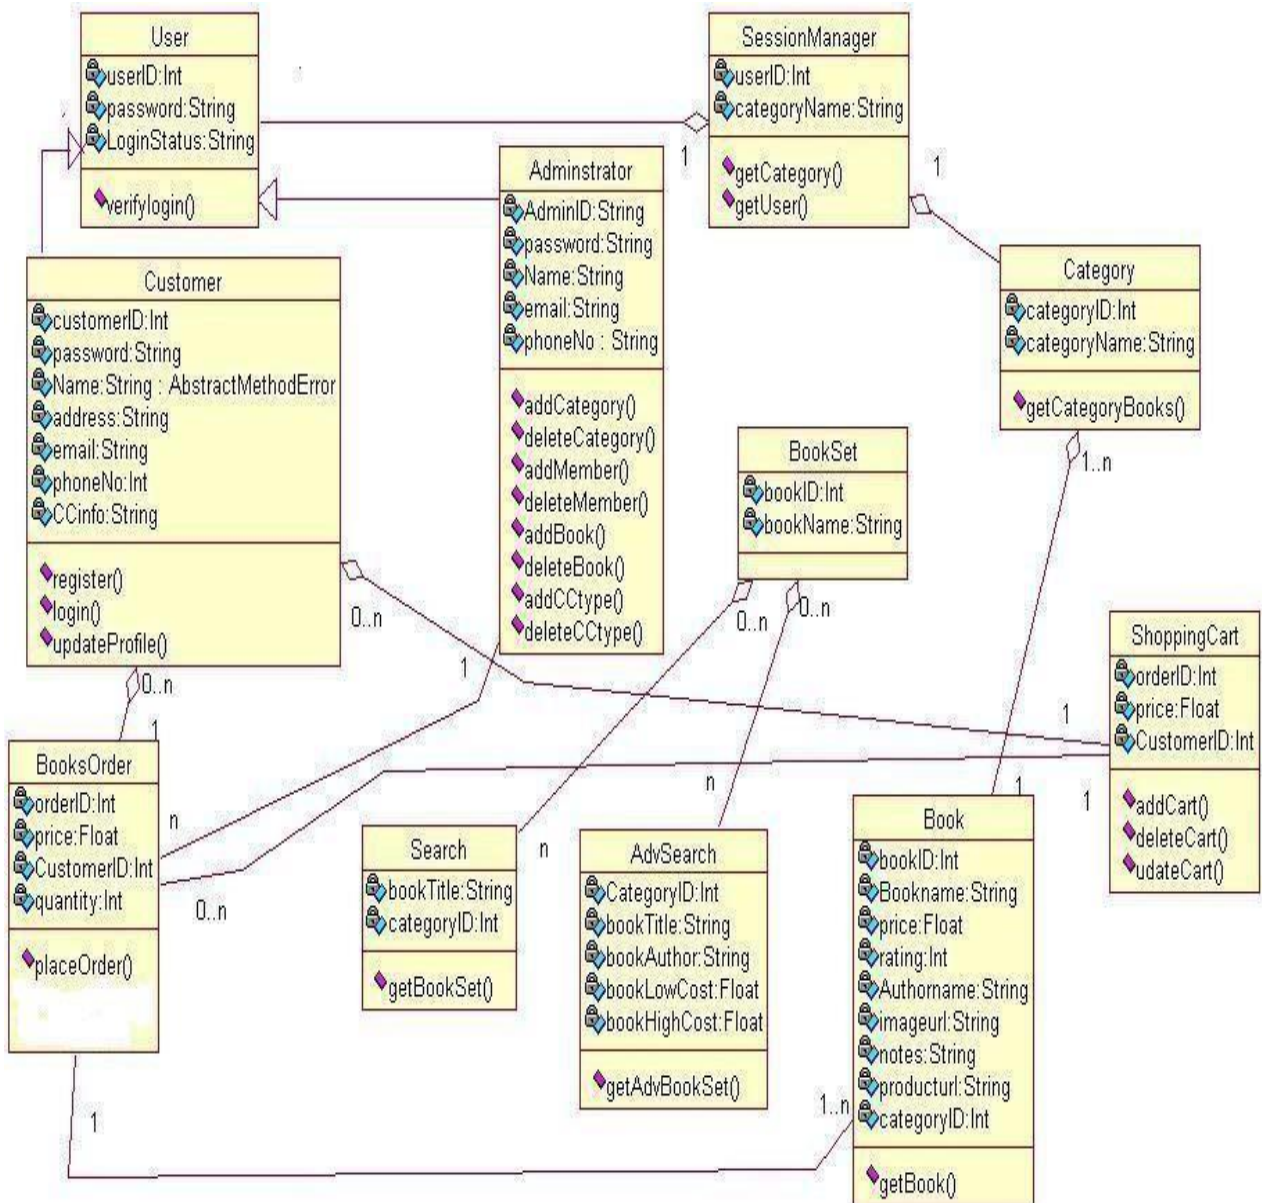 User
userID:Int
password:String
LoginStatus:String
verifylogin()
SessionManager
userID:Int
categoryName:String
getCategory()
getUser()
1
1
Adminstrator
AdminID:String
password:String
Name:String
email:String
phoneNo : String
addCategory()
deleteCategory()
addMember()
deleteMember()
addBook()
deleteBook()
addCCtype()
deleteCCtype()
Category
categoryID:Int
categoryName:String
getCategoryBooks()
1..n
Customer
customerID:Int
password:String
Name:String : AbstractMethodError
address:String
email:String
phoneNo:Int
CCinfo:String
register()
login()
updateProfile()
0..n
0..n
1
BookSet
bookID:Int
bookName:String
0..n
0..n
ShoppingCart
orderID:Int
price:Float
CustomerID:Int
addCart()
deleteCart()
udateCart()
1
1
BooksOrder
orderID:Int
price:Float
CustomerID:Int
quantity:Int
placeOrder()
1
n
0..n
1
Search
bookTitle:String
categoryID:Int
getBookSet()
n
AdvSearch
CategoryID:Int
bookTitle:String
bookAuthor:String
bookLowCost:Float
bookHighCost:Float
getAdvBookSet()
n
Book
bookID:Int
Bookname:String
price:Float
rating:Int
Authorname:String
imageurl:String
notes:String
producturl:String
categoryID:Int
getBook()
1
1..n